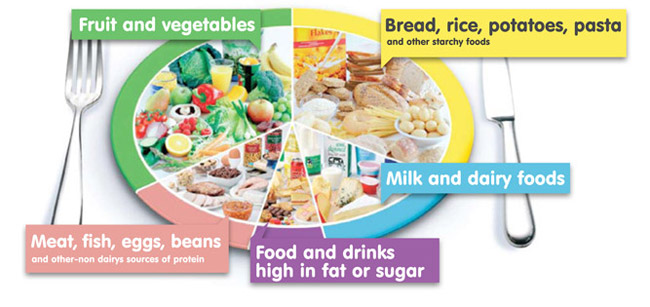 Fruit and vegetables
Bread, rice, potatoes, pasta
and other starchy foods
Milk and dairy foods
Meat, fish, eggs, beans
and other-non dairys sources of protein
Food and drinks
high in fat or sugar